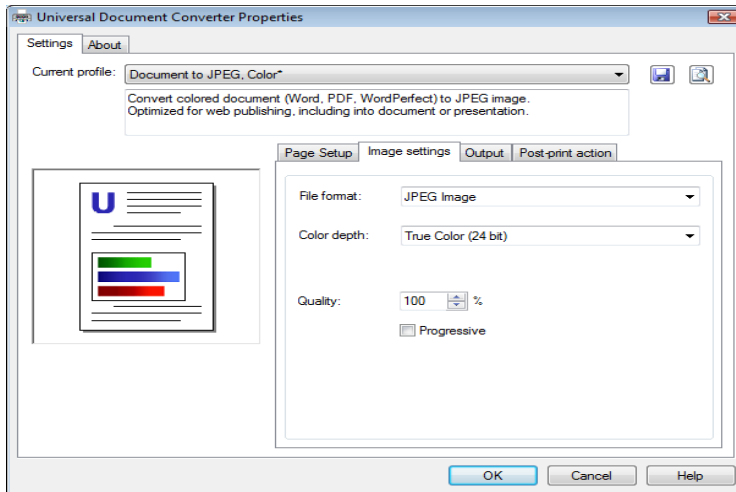 Universal Document Converter Properties
Settings About
Current profile: Document to JPEG, Color*
Convert colored document (Word, PDF, WordPerfect) to JPEG image.
Optimized for web publishing, including into document or presentation.
Page Setup Image settings Output Post-print action
U
File format: JPEG Image
Color depth: True Color (24 bit)
Quality: 100 %
Progressive
OK Cancel Help